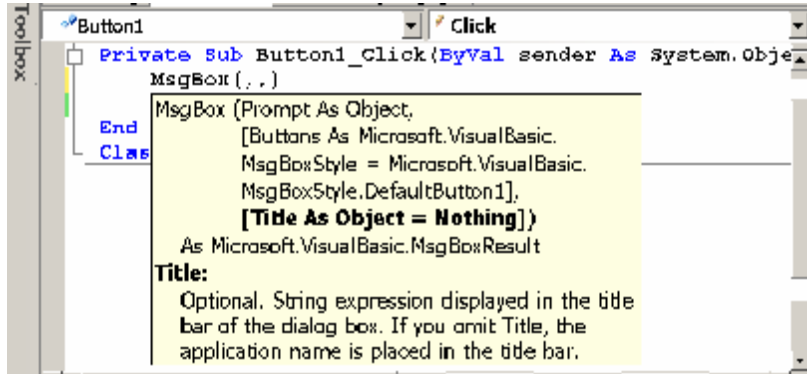 Toolbox
Button1 Click
Private Sub Button1_Click(ByVal sender As System.Obje
MsgBox(,,)
MsgBox (Prompt As Object,
[Buttons As Microsoft.VisualBasic.
MsgBoxStyle = Microsoft.VisualBasic.
MsgBoxStyle.DefaultButton1],
[Title As Object = Nothing])
As Microsoft.VisualBasic.MsgBoxResult
Title:
Optional. String expression displayed in the title
bar of the dialog box. If you omit Title, the
application name is placed in the title bar.
End
Clas